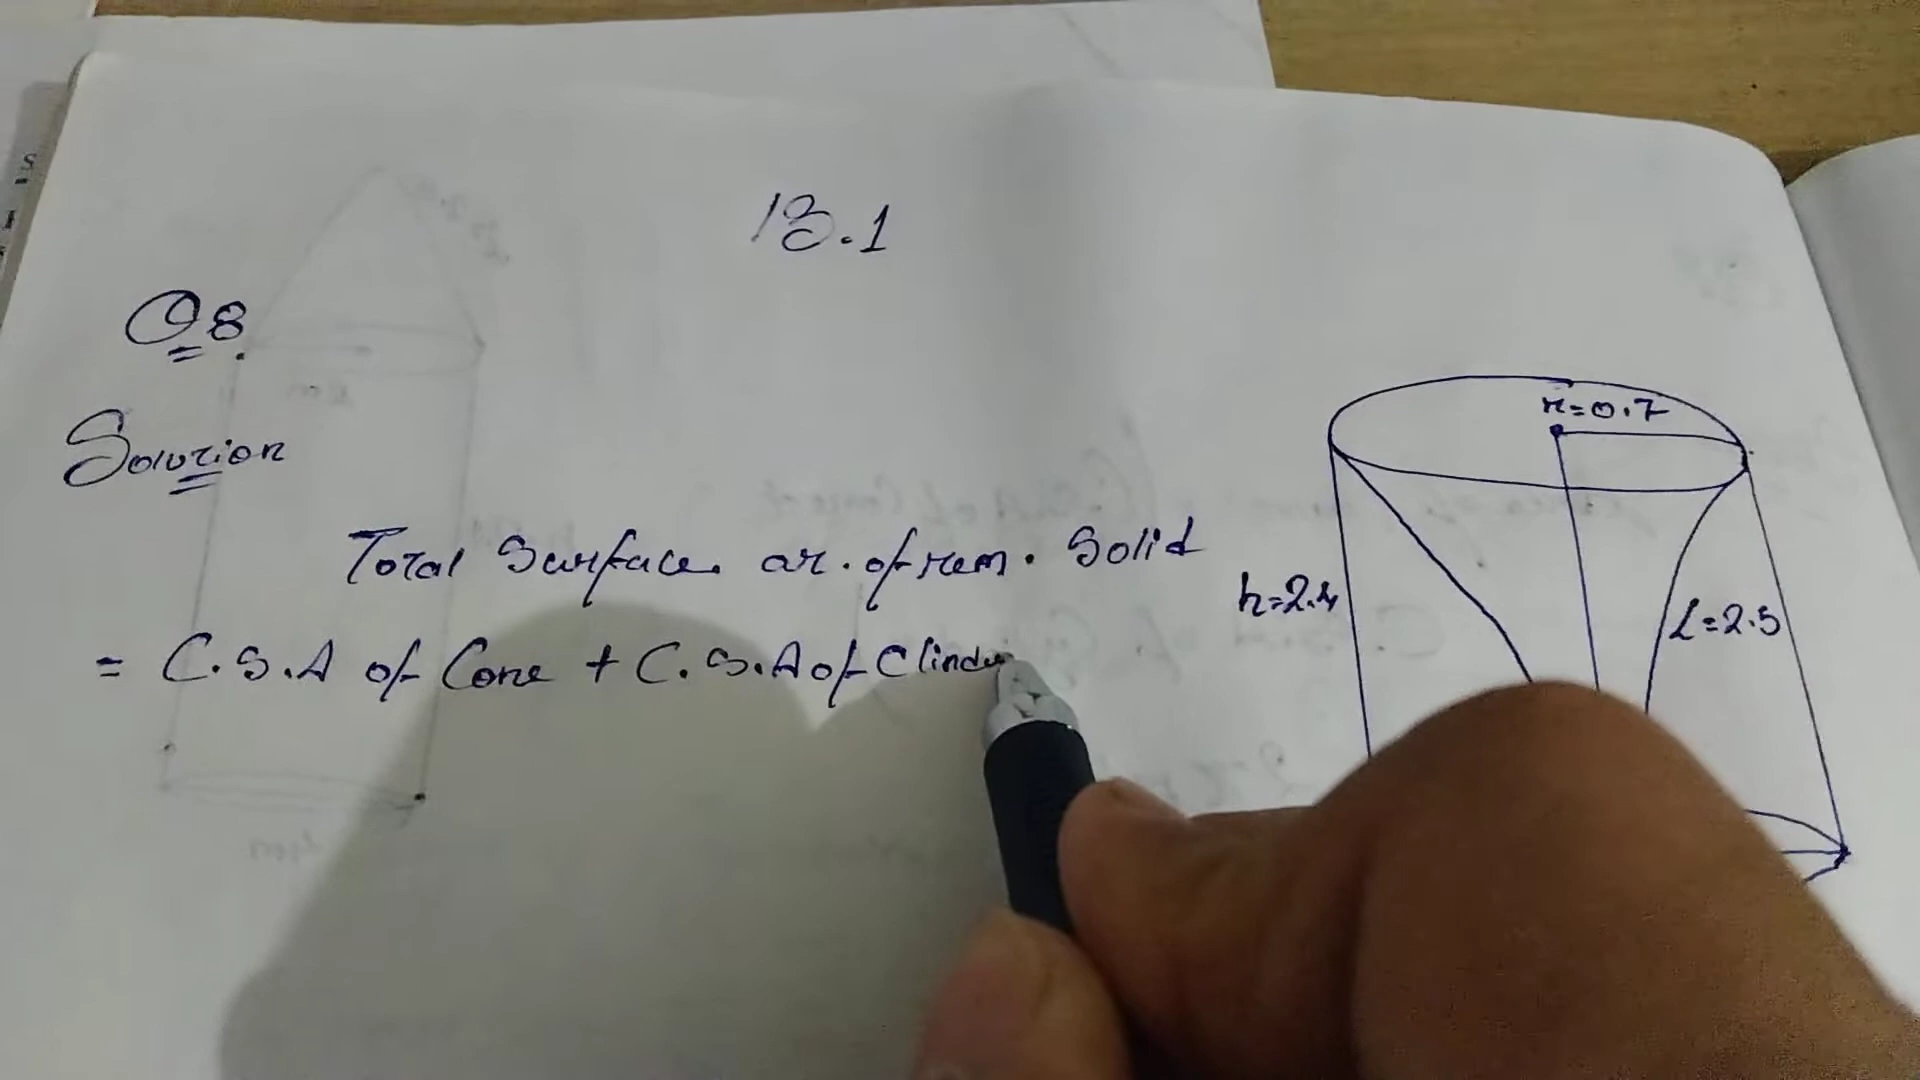 13.1
Q8
Solution
Total Surface ar. of rem. Solid
= C.S.A of Cone + C.S.A of Clinde
r=0.7
h=2.4
l=2.5